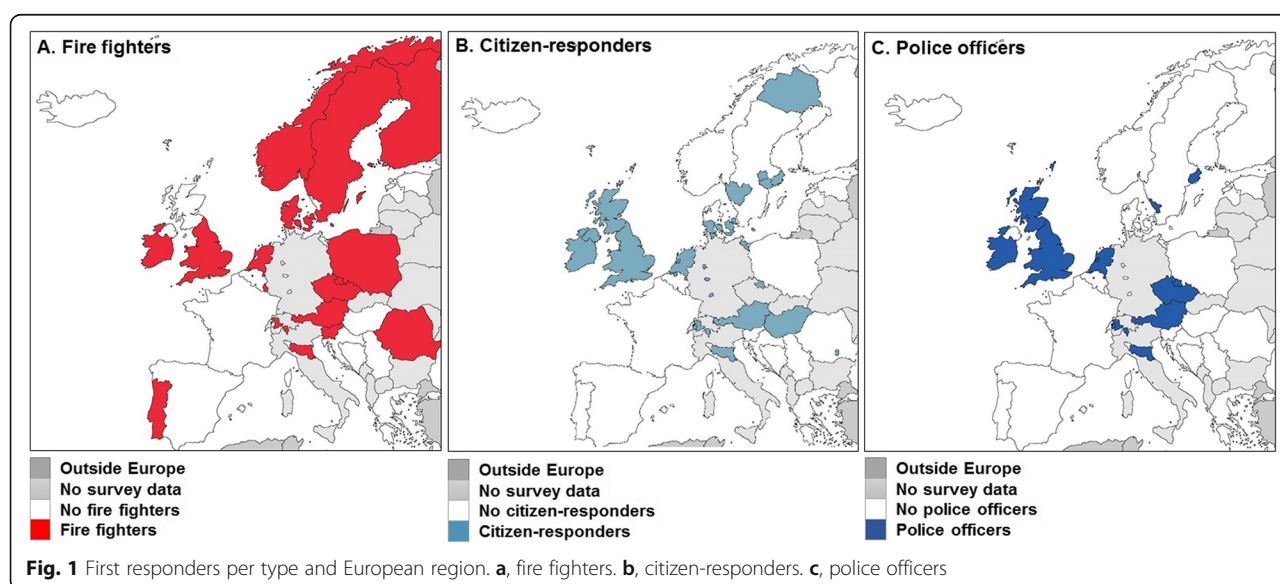 A. Fire fighters
B. Citizen-responders
C. Police officers
Outside Europe
No survey data
No fire fighters
Fire fighters
Outside Europe
No survey data
No citizen-responders
Citizen-responders
Outside Europe
No survey data
No police officers
Police officers
Fig. 1 First responders per type and European region. a, fire fighters. b, citizen-responders. c, police officers